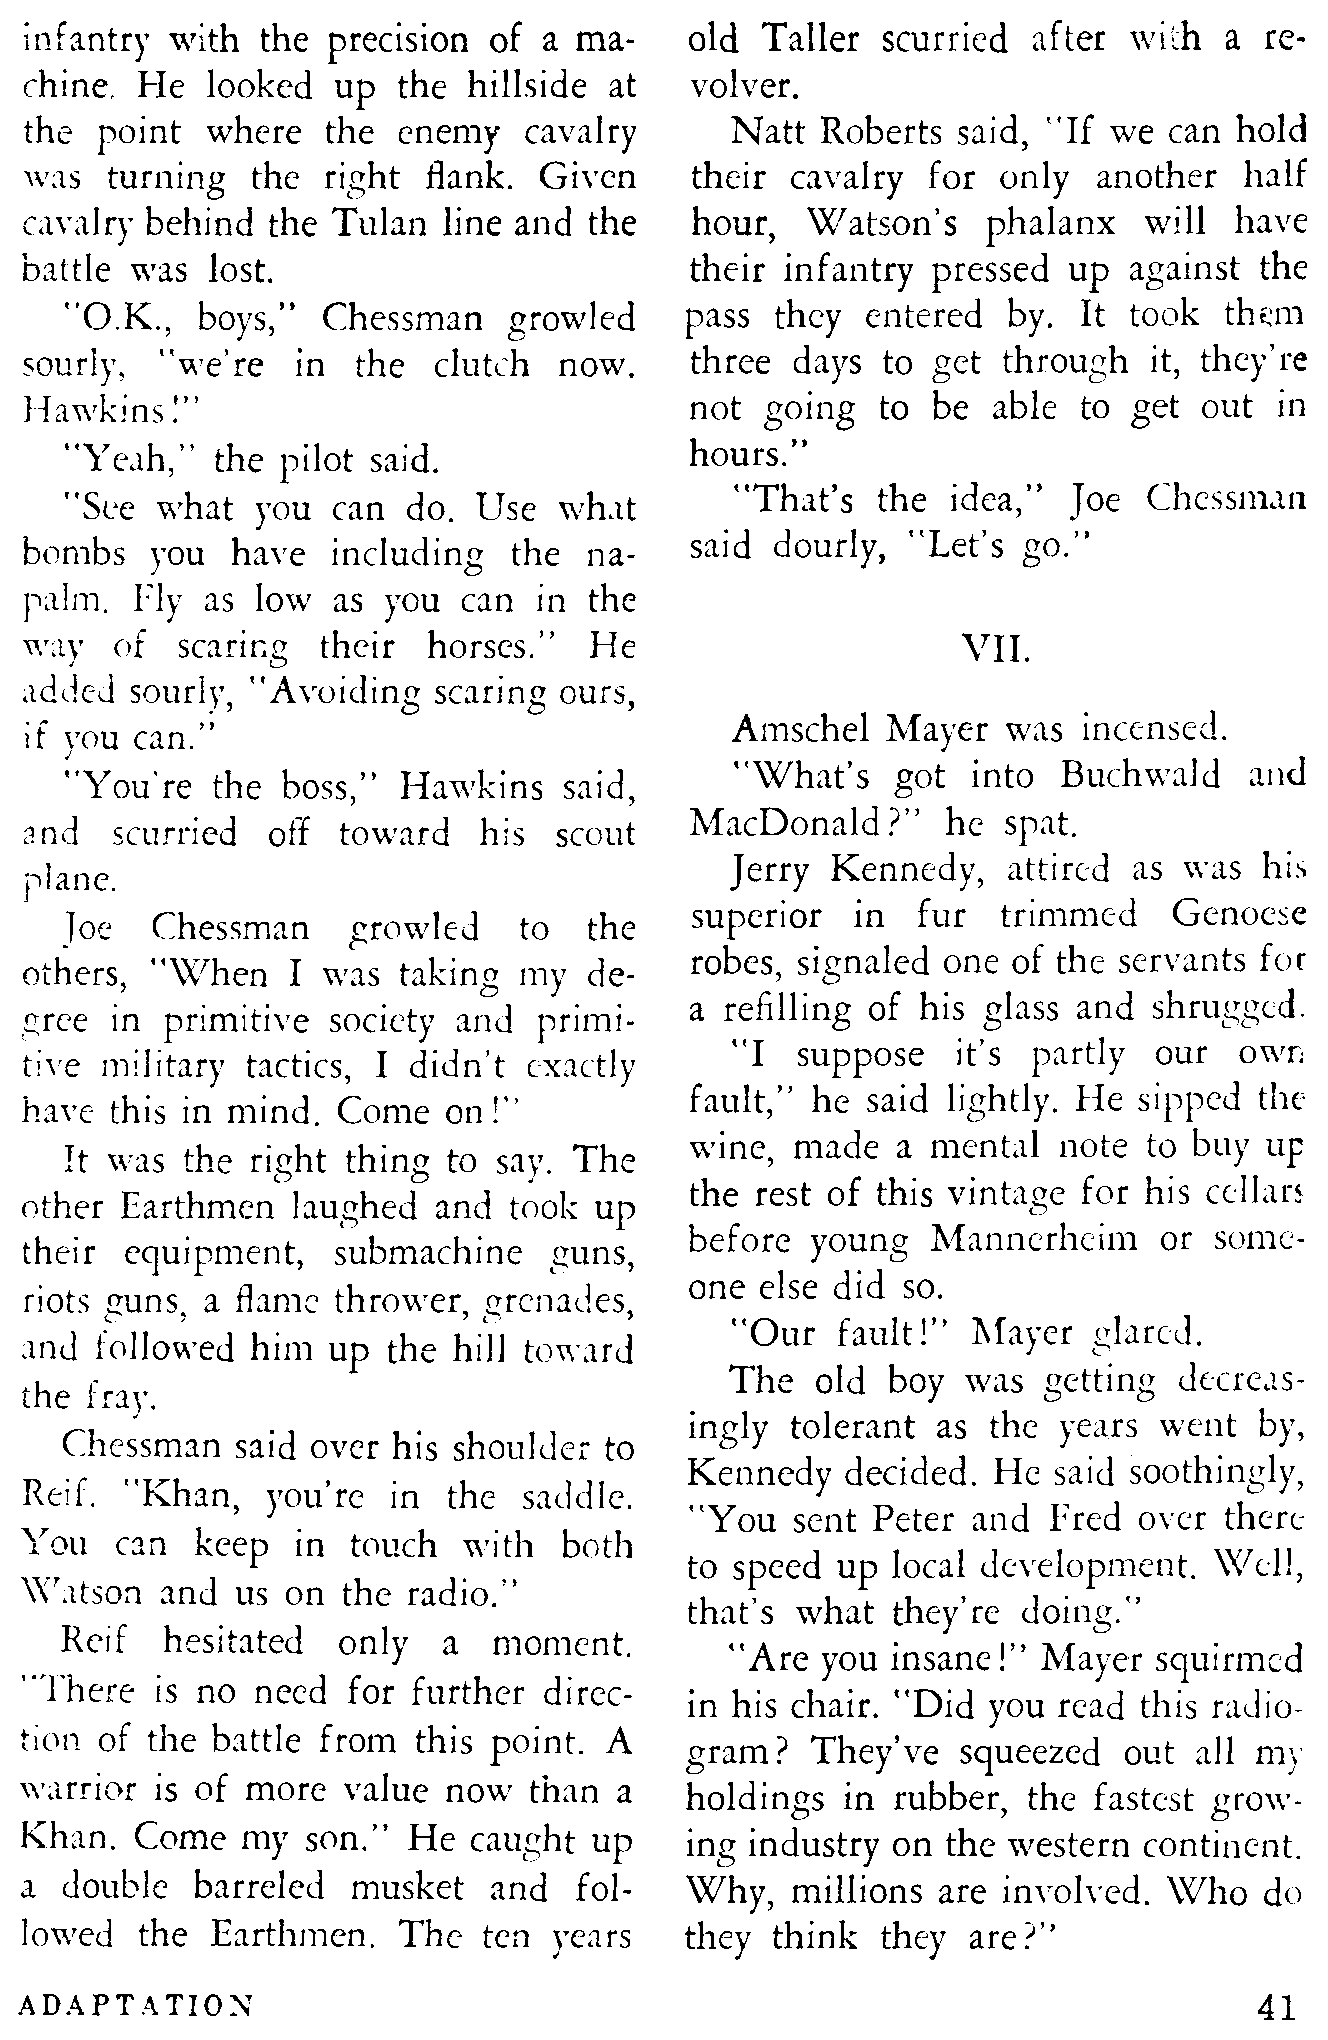 infantry with the precision of a ma-
chine. He looked up the hillside at
the point where the enemy cavalry
was turning the right flank. Given
cavalry behind the Tulan line and the
battle was lost.
"O.K., boys," Chessman growled
sourly, "we're in the clutch now.
Hawkins!"
"Yeah," the pilot said.
"See what you can do. Use what
bombs you have including the na-
palm. Fly as low as you can in the
way of scaring their horses." He
added sourly, "Avoiding scaring ours,
if you can."
"You're the boss," Hawkins said,
and scurried off toward his scout
plane.
Joe Chessman growled to the
others, "When I was taking my de-
gree in primitive society and primi-
tive military tactics, I didn't exactly
have this in mind. Come on!"
It was the right thing to say. The
other Earthmen laughed and took up
their equipment, submachine guns,
riots guns, a flame thrower, grenades,
and followed him up the hill toward
the fray.
Chessman said over his shoulder to
Reif. "Khan, you're in the saddle.
You can keep in touch with both
Watson and us on the radio."
Reif hesitated only a moment.
"There is no need for further direc-
tion of the battle from this point. A
warrior is of more value now than a
Khan. Come my son." He caught up
a double barreled musket and fol-
lowed the Earthmen. The ten years
old Taller scurried after with a re-
volver.
Natt Roberts said, "If we can hold
their cavalry for only another half
hour, Watson's phalanx will have
their infantry pressed up against the
pass they entered by. It took them
three days to get through it, they're
not going to be able to get out in
hours."
"That's the idea," Joe Chessman
said dourly, "Let's go."
VII.
Amschel Mayer was incensed.
"What's got into Buchwald and
MacDonald?" he spat.
Jerry Kennedy, attired as was his
superior in fur trimmed Genoese
robes, signaled one of the servants for
a refilling of his glass and shrugged.
"I suppose it's partly our own
fault," he said lightly. He sipped the
wine, made a mental note to buy up
the rest of this vintage for his cellars
before young Mannerheim or some-
one else did so.
"Our fault!" Mayer glared.
The old boy was getting decreas-
ingly tolerant as the years went by,
Kennedy decided. He said soothingly,
"You sent Peter and Fred over there
to speed up local development. Well,
that's what they're doing."
"Are you insane!" Mayer squirmed
in his chair. "Did you read this radio-
gram? They've squeezed out all my
holdings in rubber, the fastest grow-
ing industry on the western continent.
Why, millions are involved. Who do
they think they are?"
ADAPTATION
41